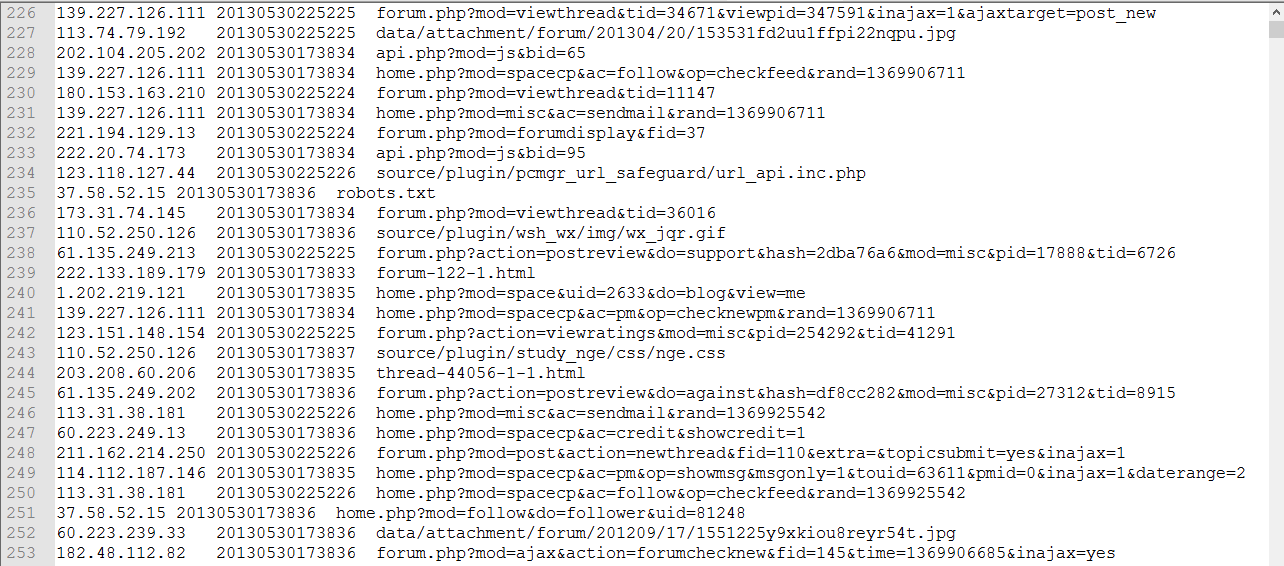 226 139.227.126.111 20130530225225 forum.php?mod=viewthread&tid=34671&viewpid=347591&inajax=1&ajaxtarget=post_new
227 113.74.79.192 20130530225225 data/attachment/forum/201304/20/153531fd2uu1ffpi22nqpu.jpg
228 202.104.205.202 20130530173834 api.php?mod=js&bid=65
229 139.227.126.111 20130530173834 home.php?mod=spacecp&ac=follow&op=checkfeed&rand=1369906711
230 180.153.163.210 20130530225224 forum.php?mod=viewthread&tid=11147
231 139.227.126.111 20130530173834 home.php?mod=misc&ac=sendmail&rand=1369906711
232 221.194.129.13 20130530225224 forum.php?mod=forumdisplay&fid=37
233 222.20.74.173 20130530173834 api.php?mod=js&bid=95
234 123.118.127.44 20130530225226 source/plugin/pcmgr_url_safeguard/url_api.inc.php
235 37.58.52.15 20130530173836 robots.txt
236 173.31.74.145 20130530173834 forum.php?mod=viewthread&tid=36016
237 110.52.250.126 20130530173836 source/plugin/wsh_wx/img/wx_jqr.gif
238 61.135.249.213 20130530225225 forum.php?action=postreview&do=support&hash=2dba76a6&mod=misc&pid=17888&tid=6726
239 222.133.189.179 20130530173833 forum-122-1.html
240 1.202.219.121 20130530173835 home.php?mod=space&uid=2633&do=blog&view=me
241 139.227.126.111 20130530173834 home.php?mod=spacecp&ac=pm&op=checknewpm&rand=1369906711
242 123.151.148.154 20130530225225 forum.php?action=viewratings&mod=misc&pid=254292&tid=41291
243 110.52.250.126 20130530173837 source/plugin/study_nge/css/nge.css
244 203.208.60.206 20130530173835 thread-44056-1-1.html
245 61.135.249.202 20130530173836 forum.php?action=postreview&do=against&hash=df8cc282&mod=misc&pid=27312&tid=8915
246 113.31.38.181 20130530225226 home.php?mod=misc&ac=sendmail&rand=1369925542
247 60.223.249.13 20130530173836 home.php?mod=spacecp&ac=credit&showcredit=1
248 211.162.214.250 20130530225226 forum.php?mod=post&action=newthread&fid=110&extra=&topicsubmit=yes&inajax=1
249 114.112.187.146 20130530173835 home.php?mod=spacecp&ac=pm&op=showmsg&msgonly=1&touid=63611&pmid=0&inajax=1&daterange=2
250 113.31.38.181 20130530225226 home.php?mod=spacecp&ac=follow&op=checkfeed&rand=1369925542
251 37.58.52.15 20130530173836 home.php?mod=follow&do=follower&uid=81248
252 60.223.239.33 20130530173836 data/attachment/forum/201209/17/1551225y9xkiou8reyr54t.jpg
253 182.48.112.82 20130530173836 forum.php?mod=ajax&action=forumchecknew&fid=145&time=1369906685&inajax=yes